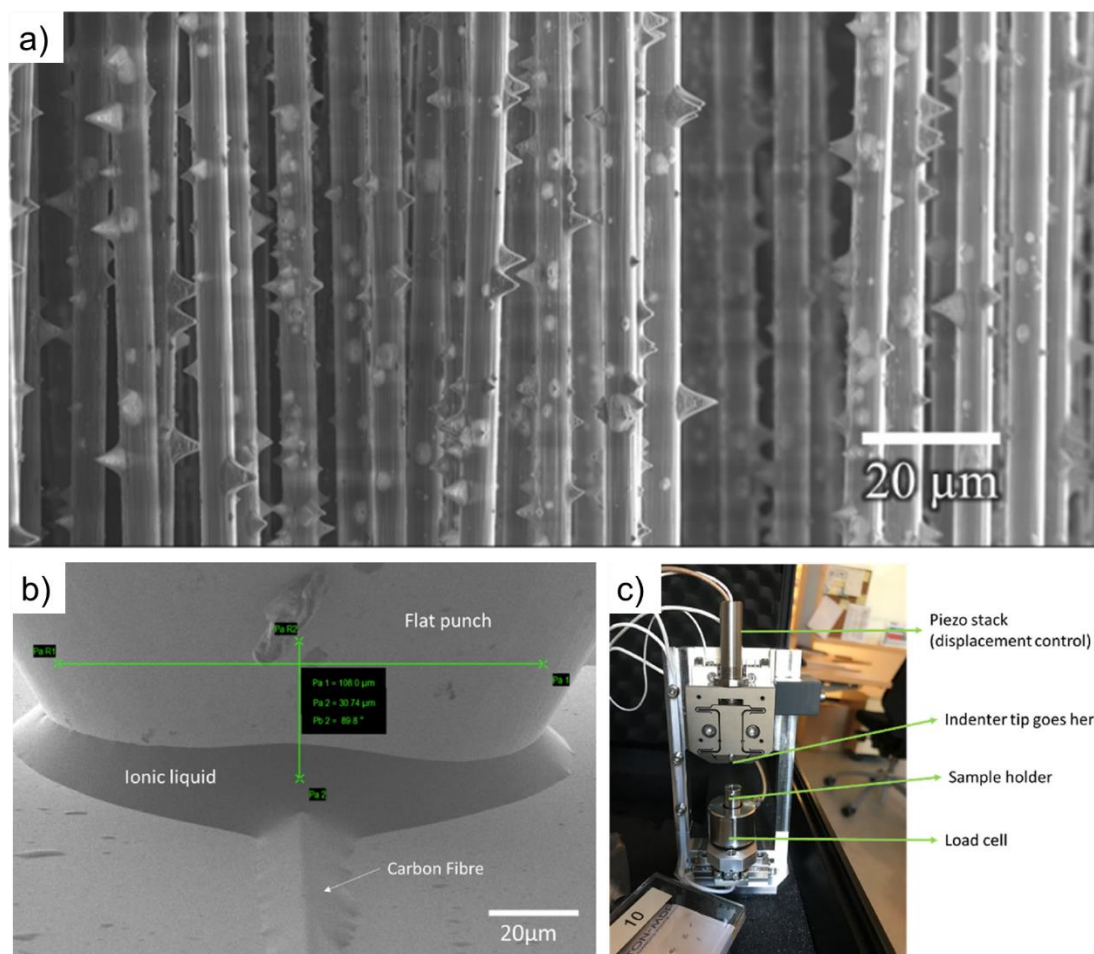 a)
20 µm
b)
Flat punch
Pa R2
Pa R1
Pa 1
Pa 1 = 108.0 µm
Pa 2 = 30.74 µm
Pb 2 = 89.8 °
Ionic liquid
Pa 2
Carbon Fibre
20µm
c)
Piezo stack
(displacement control)
Indenter tip goes her
Sample holder
Load cell
10